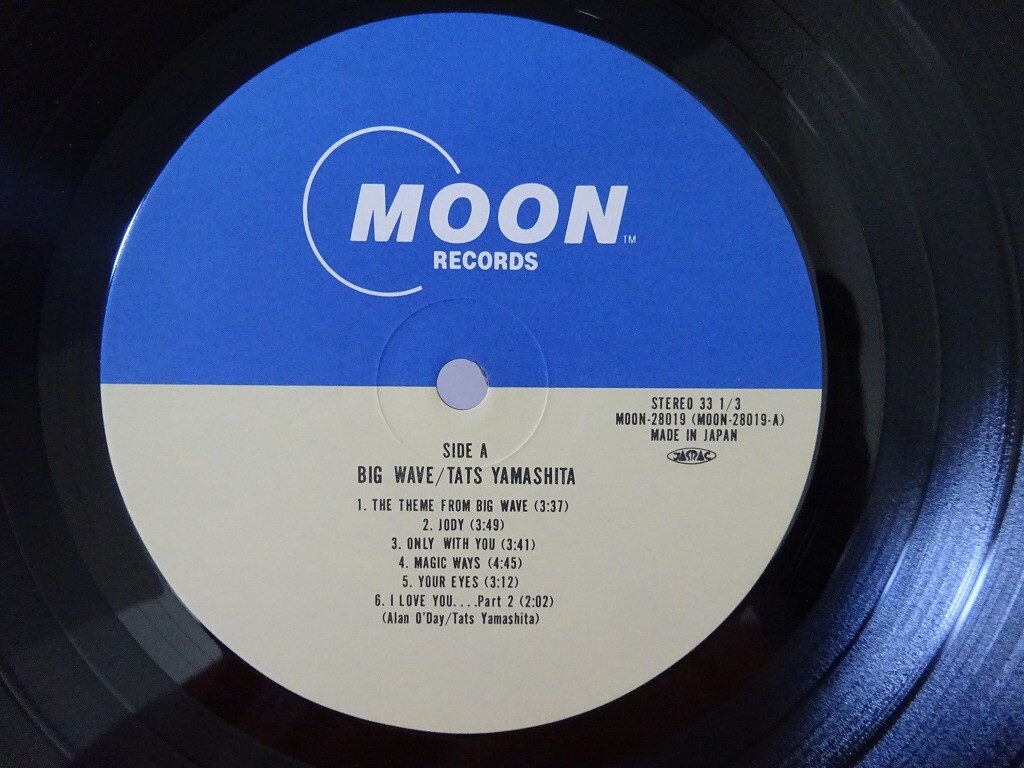 MOON TM
RECORDS
STEREO 33 1/3
MOON-28019 (MOON-28019-A)
MADE IN JAPAN
JASRAC
SIDE A
BIG WAVE/TATS YAMASHITA
1. THE THEME FROM BIG WAVE (3:37)
2. JODY (3:49)
3. ONLY WITH YOU (3:41)
4. MAGIC WAYS (4:45)
5. YOUR EYES (3:12)
6. I LOVE YOU....Part 2 (2:02)
(Alan O'Day/Tats Yamashita)